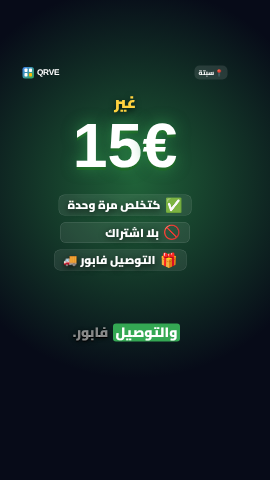 QRVE
سبتة 📍
غير
15€
✅ كتخلص مرة وحدة
🚫 بلا اشتراك
🎁 التوصيل فابور 🚚
والتوصيل فابور.